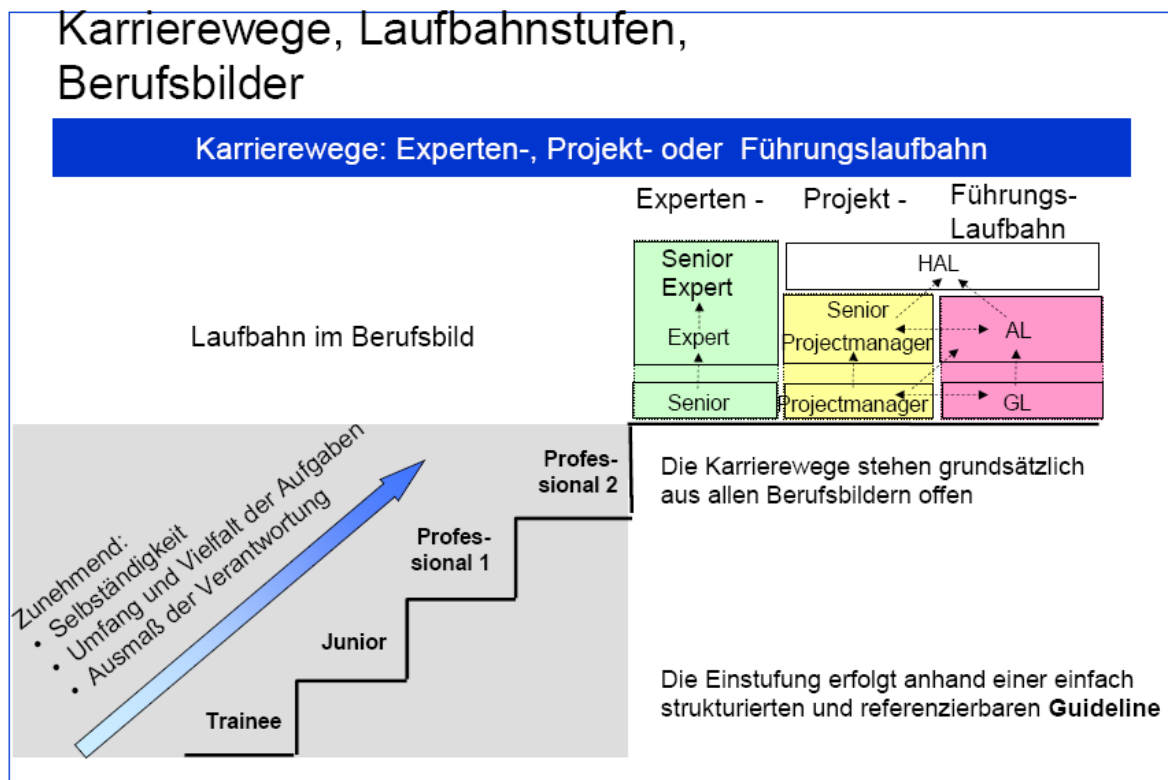 Karrierewege, Laufbahnstufen,
Berufsbilder
Karrierewege: Experten-, Projekt- oder Führungslaufbahn
Experten -
Projekt -
Führungs-
Laufbahn
HAL
Senior
Expert
Expert
Senior
Senior
Projectmanager
Projectmanager
AL
GL
Laufbahn im Berufsbild
Zunehmend:
• Selbständigkeit
• Umfang und Vielfalt der Aufgaben
• Ausmaß der Verantwortung
Profes-
sional 2
Profes-
sional 1
Junior
Trainee
Die Karrierewege stehen grundsätzlich
aus allen Berufsbildern offen
Die Einstufung erfolgt anhand einer einfach
strukturierten und referenzierbaren Guideline